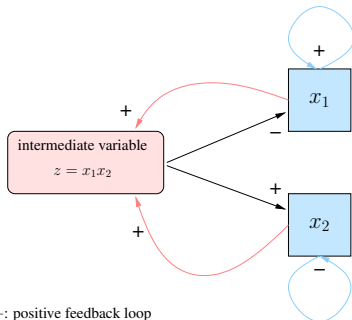 +
x₁
+
−
intermediate variable
z = x₁x₂
+
+
x₂
−
: positive feedback loop